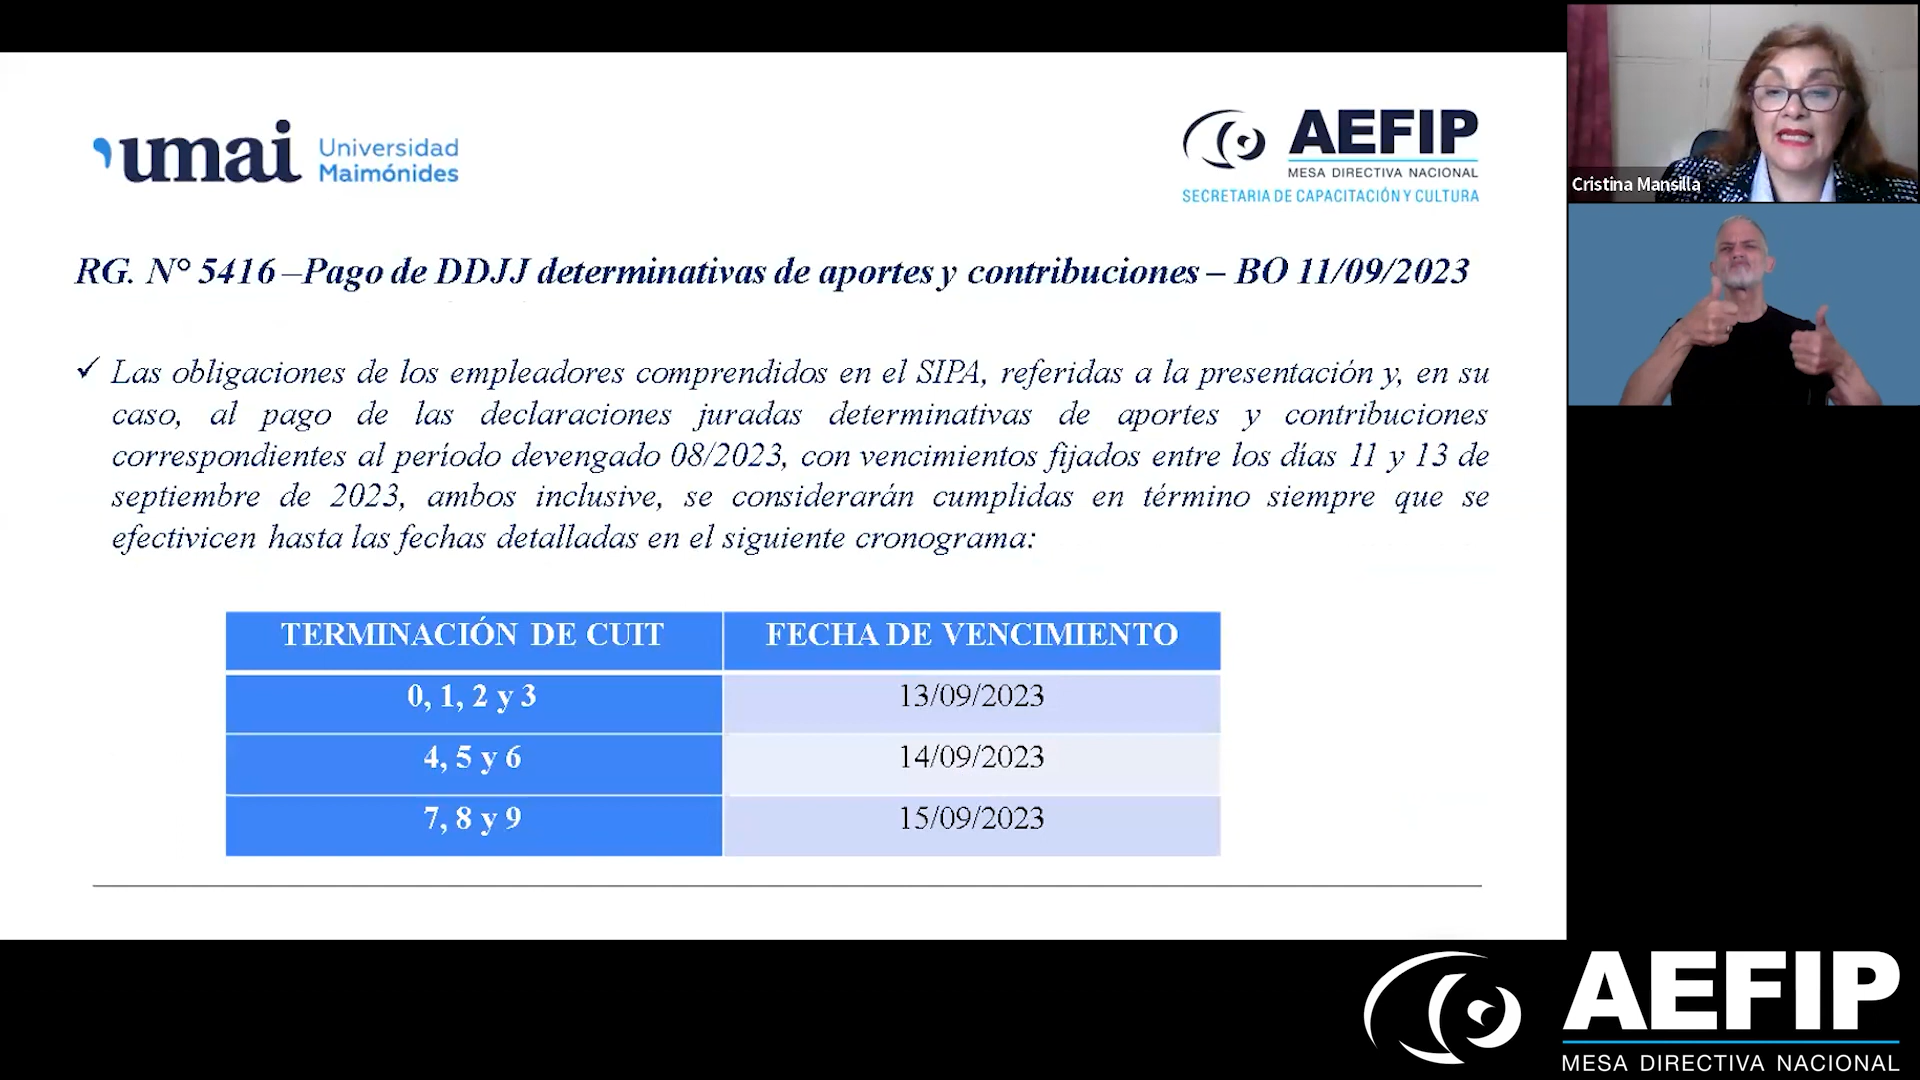 umai Universidad
Maimónides
AEFIP
MESA DIRECTIVA NACIONAL
SECRETARIA DE CAPACITACIÓN Y CULTURA
Cristina Mansilla
RG. N° 5416 –Pago de DDJJ determinativas de aportes y contribuciones – BO 11/09/2023
✓ Las obligaciones de los empleadores comprendidos en el SIPA, referidas a la presentación y, en su
caso, al pago de las declaraciones juradas determinativas de aportes y contribuciones
correspondientes al período devengado 08/2023, con vencimientos fijados entre los días 11 y 13 de
septiembre de 2023, ambos inclusive, se considerarán cumplidas en término siempre que se
efectivicen hasta las fechas detalladas en el siguiente cronograma:
TERMINACIÓN DE CUIT FECHA DE VENCIMIENTO
0, 1, 2 y 3 13/09/2023
4, 5 y 6 14/09/2023
7, 8 y 9 15/09/2023
AEFIP
MESA DIRECTIVA NACIONAL